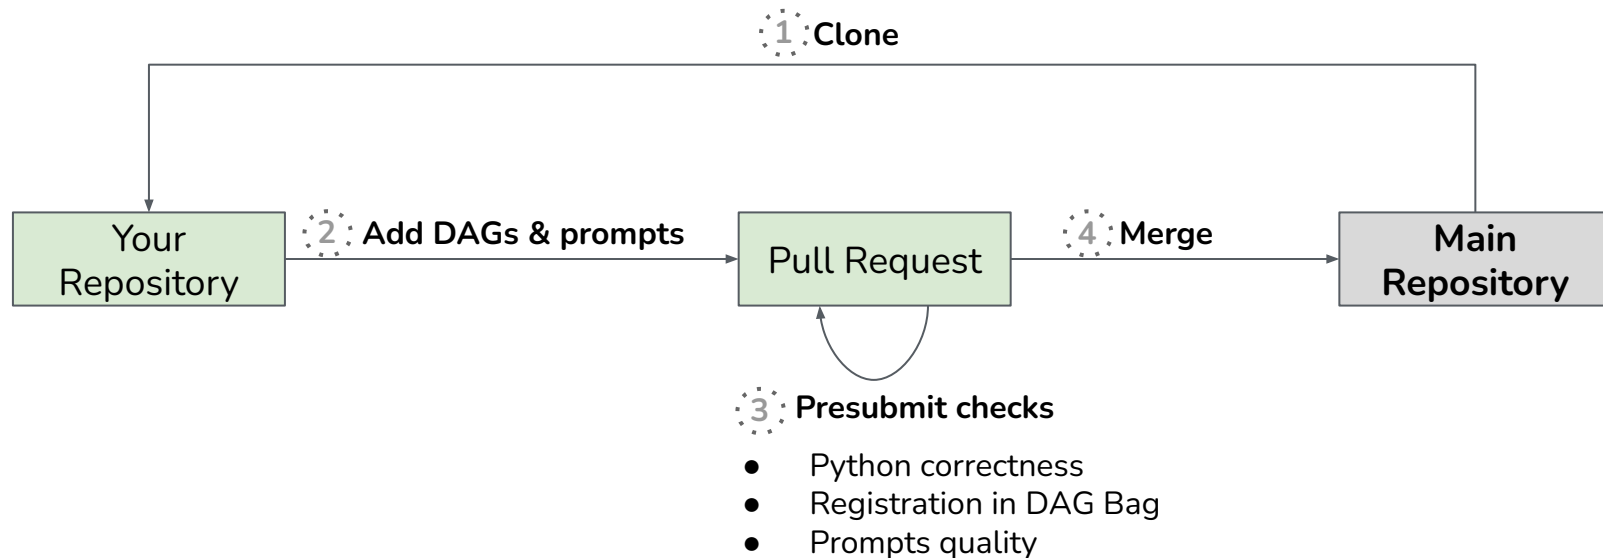 1 Clone
Your
Repository
2 Add DAGs & prompts
Pull Request
4 Merge
Main
Repository
3 Presubmit checks
● Python correctness
● Registration in DAG Bag
● Prompts quality